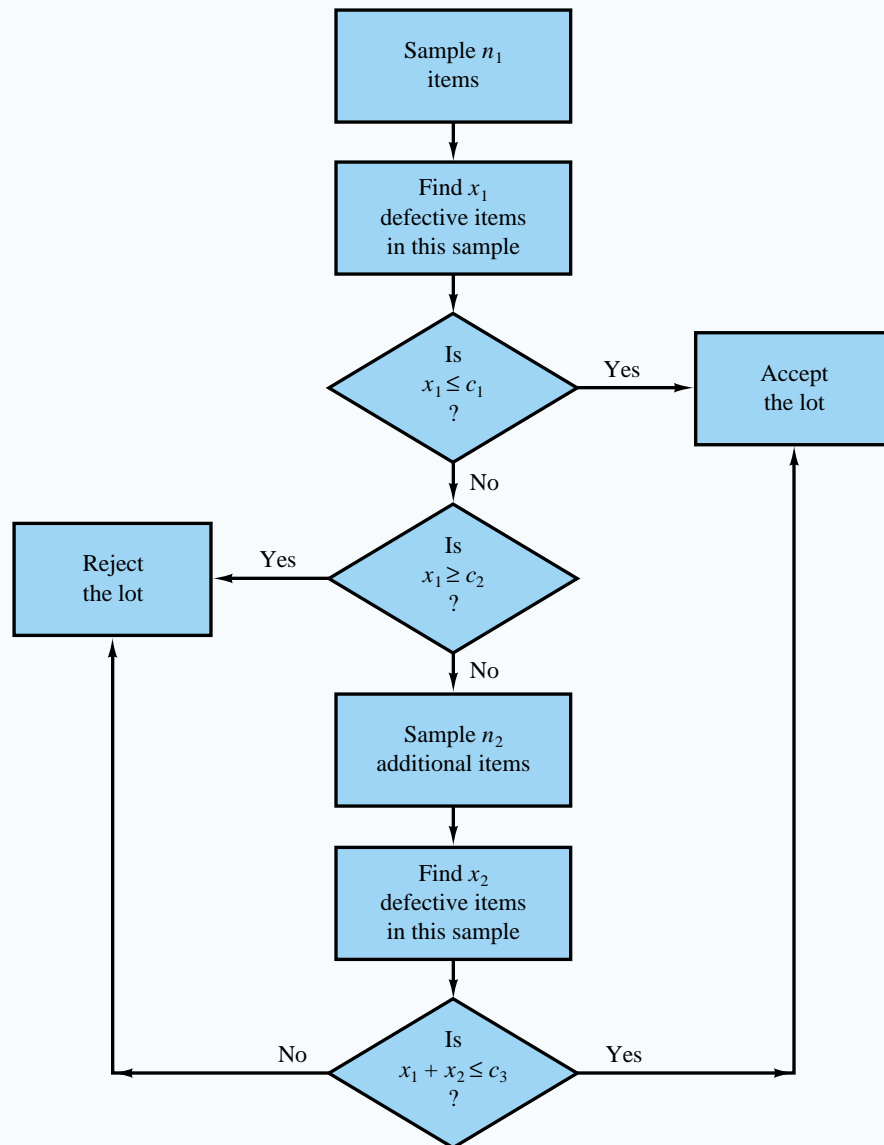 Sample n₁
items
Find x₁
defective items
in this sample
Is
x₁ ≤ c₁
?
Yes
Accept
the lot
No
Is
x₁ ≥ c₂
?
Yes
Reject
the lot
No
Sample n₂
additional items
Find x₂
defective items
in this sample
Is
x₁ + x₂ ≤ c₃
?
No
Yes